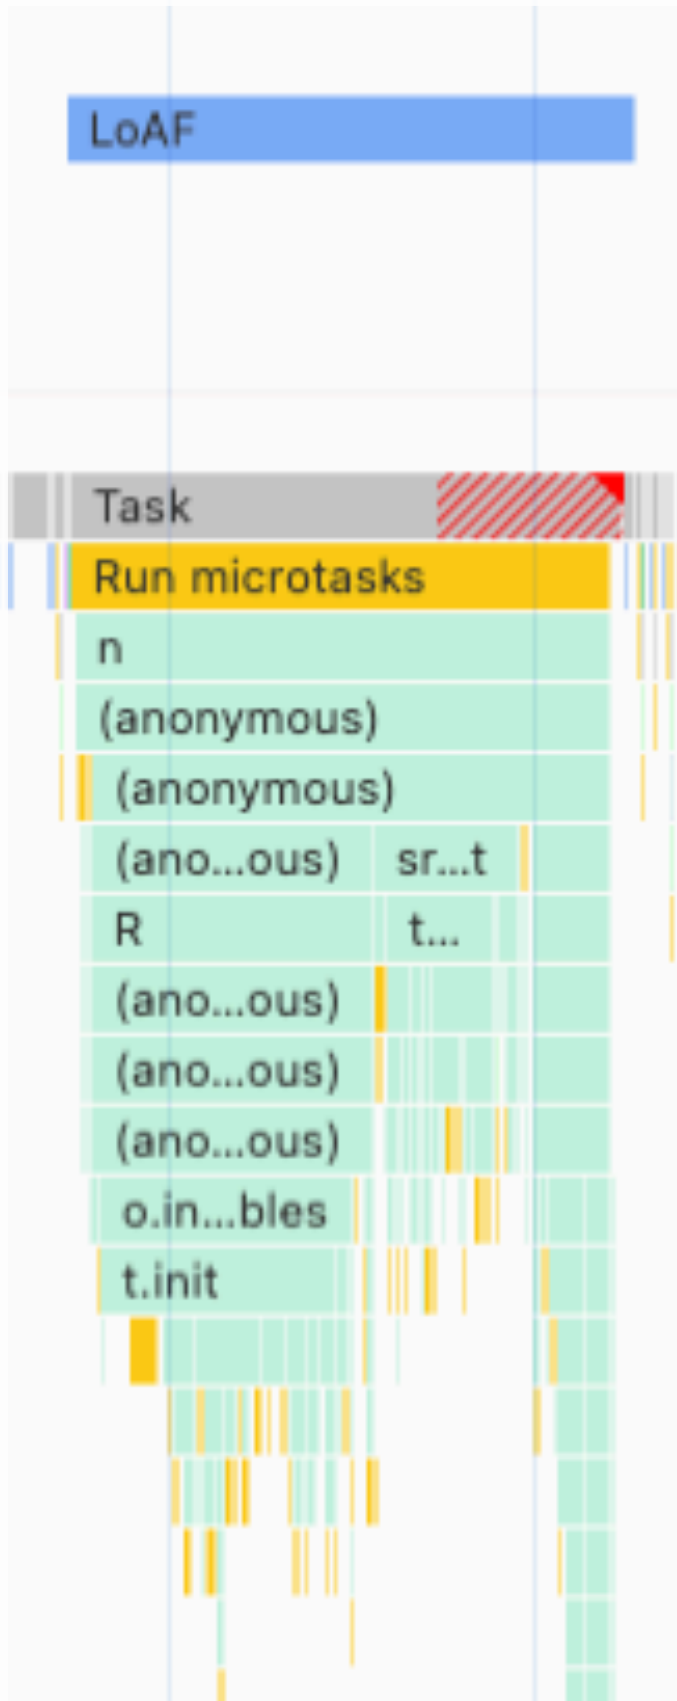 LoAF
Task
Run microtasks
n
(anonymous)
(anonymous)
(ano...ous) sr...t
R t...
(ano...ous)
(ano...ous)
(ano...ous)
o.in...bles
t.init